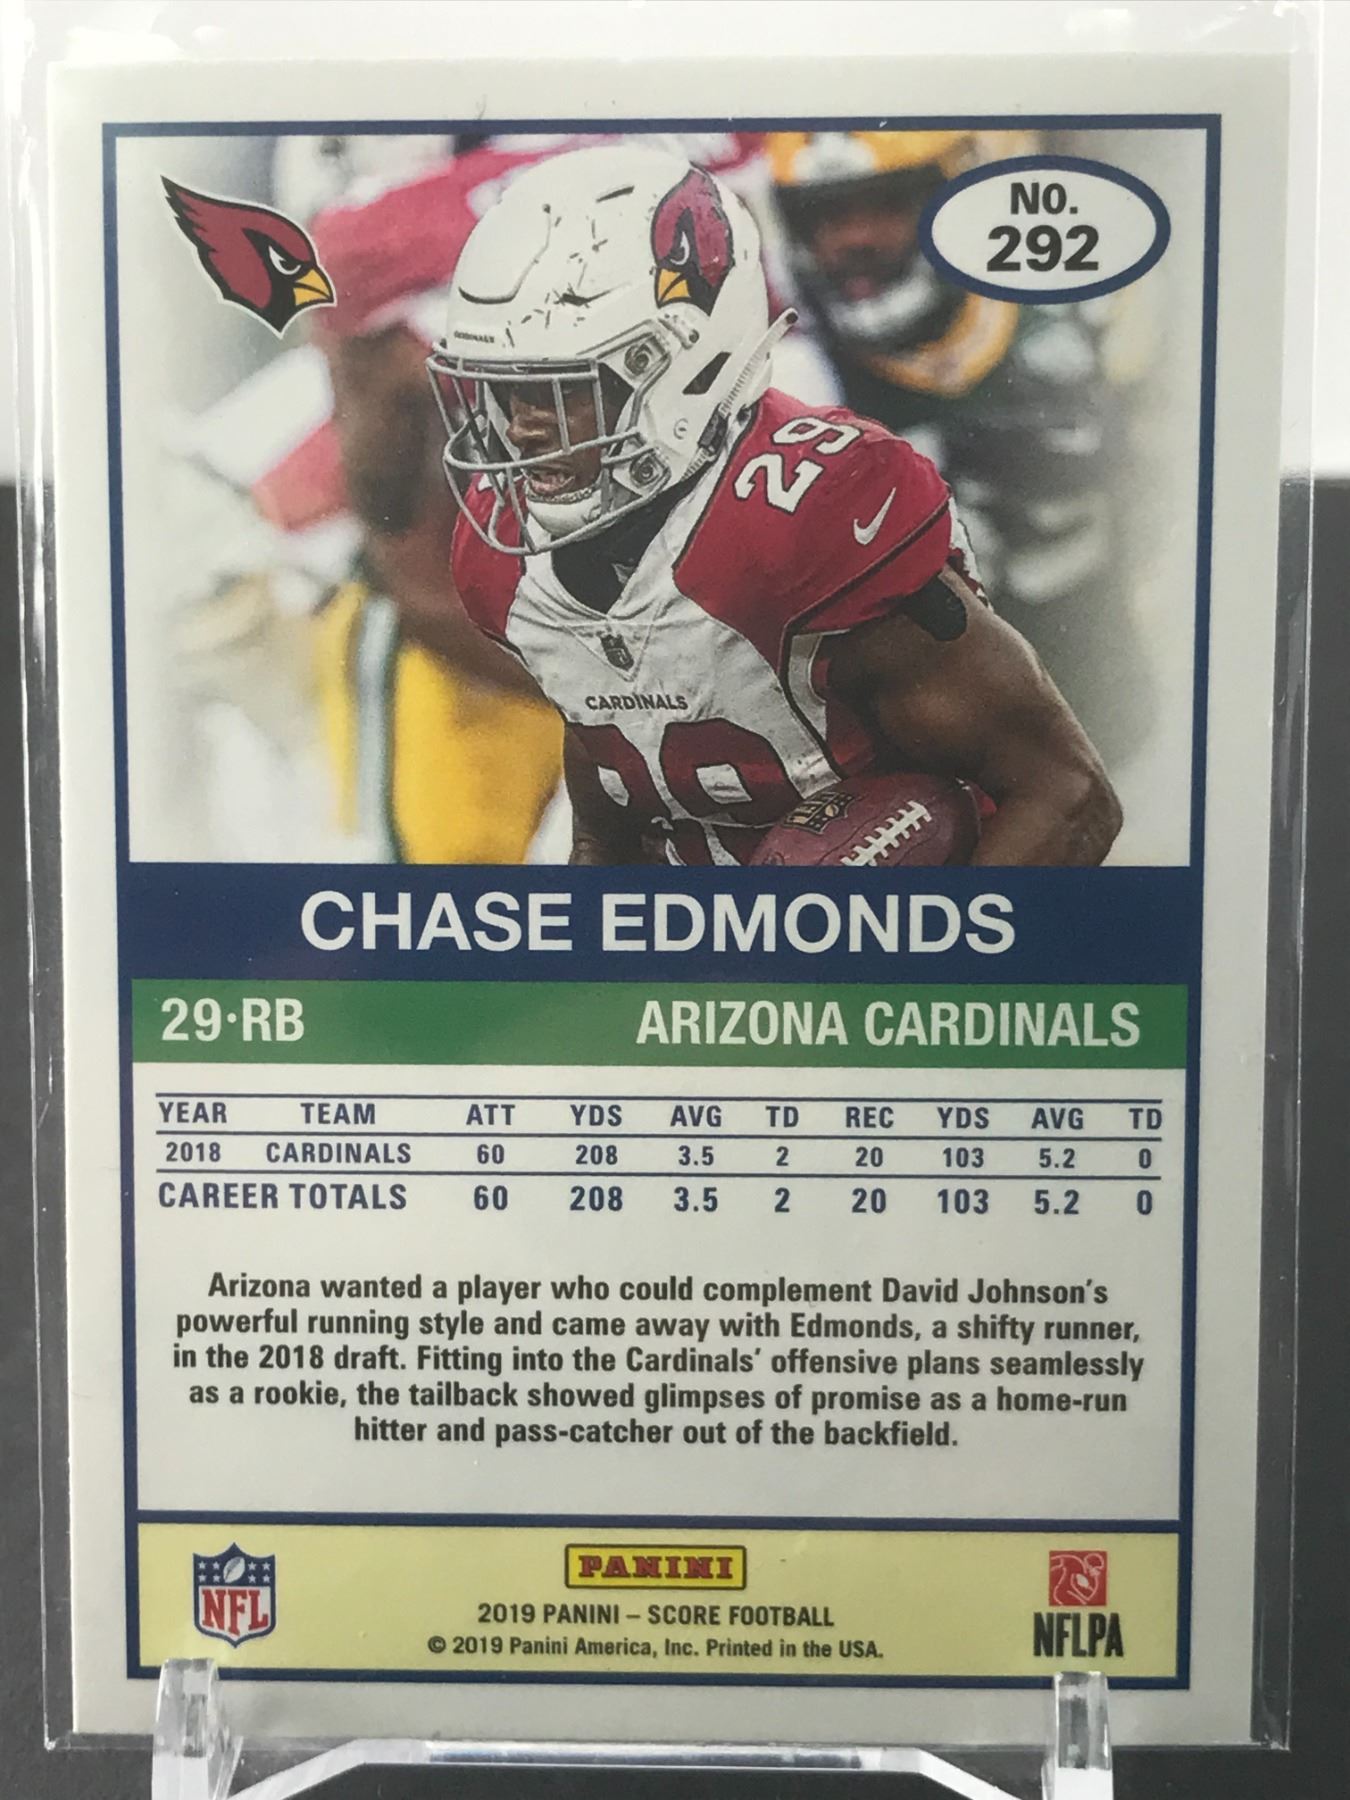 NO.
292
CARDINALS
29
CARDINALS
29
CHASE EDMONDS
29·RB ARIZONA CARDINALS
YEAR TEAM ATT YDS AVG TD REC YDS AVG TD
2018 CARDINALS 60 208 3.5 2 20 103 5.2 0
CAREER TOTALS 60 208 3.5 2 20 103 5.2 0
Arizona wanted a player who could complement David Johnson's
powerful running style and came away with Edmonds, a shifty runner,
in the 2018 draft. Fitting into the Cardinals' offensive plans seamlessly
as a rookie, the tailback showed glimpses of promise as a home-run
hitter and pass-catcher out of the backfield.
NFL
PANINI
2019 PANINI – SCORE FOOTBALL
© 2019 Panini America, Inc. Printed in the USA.
NFLPA